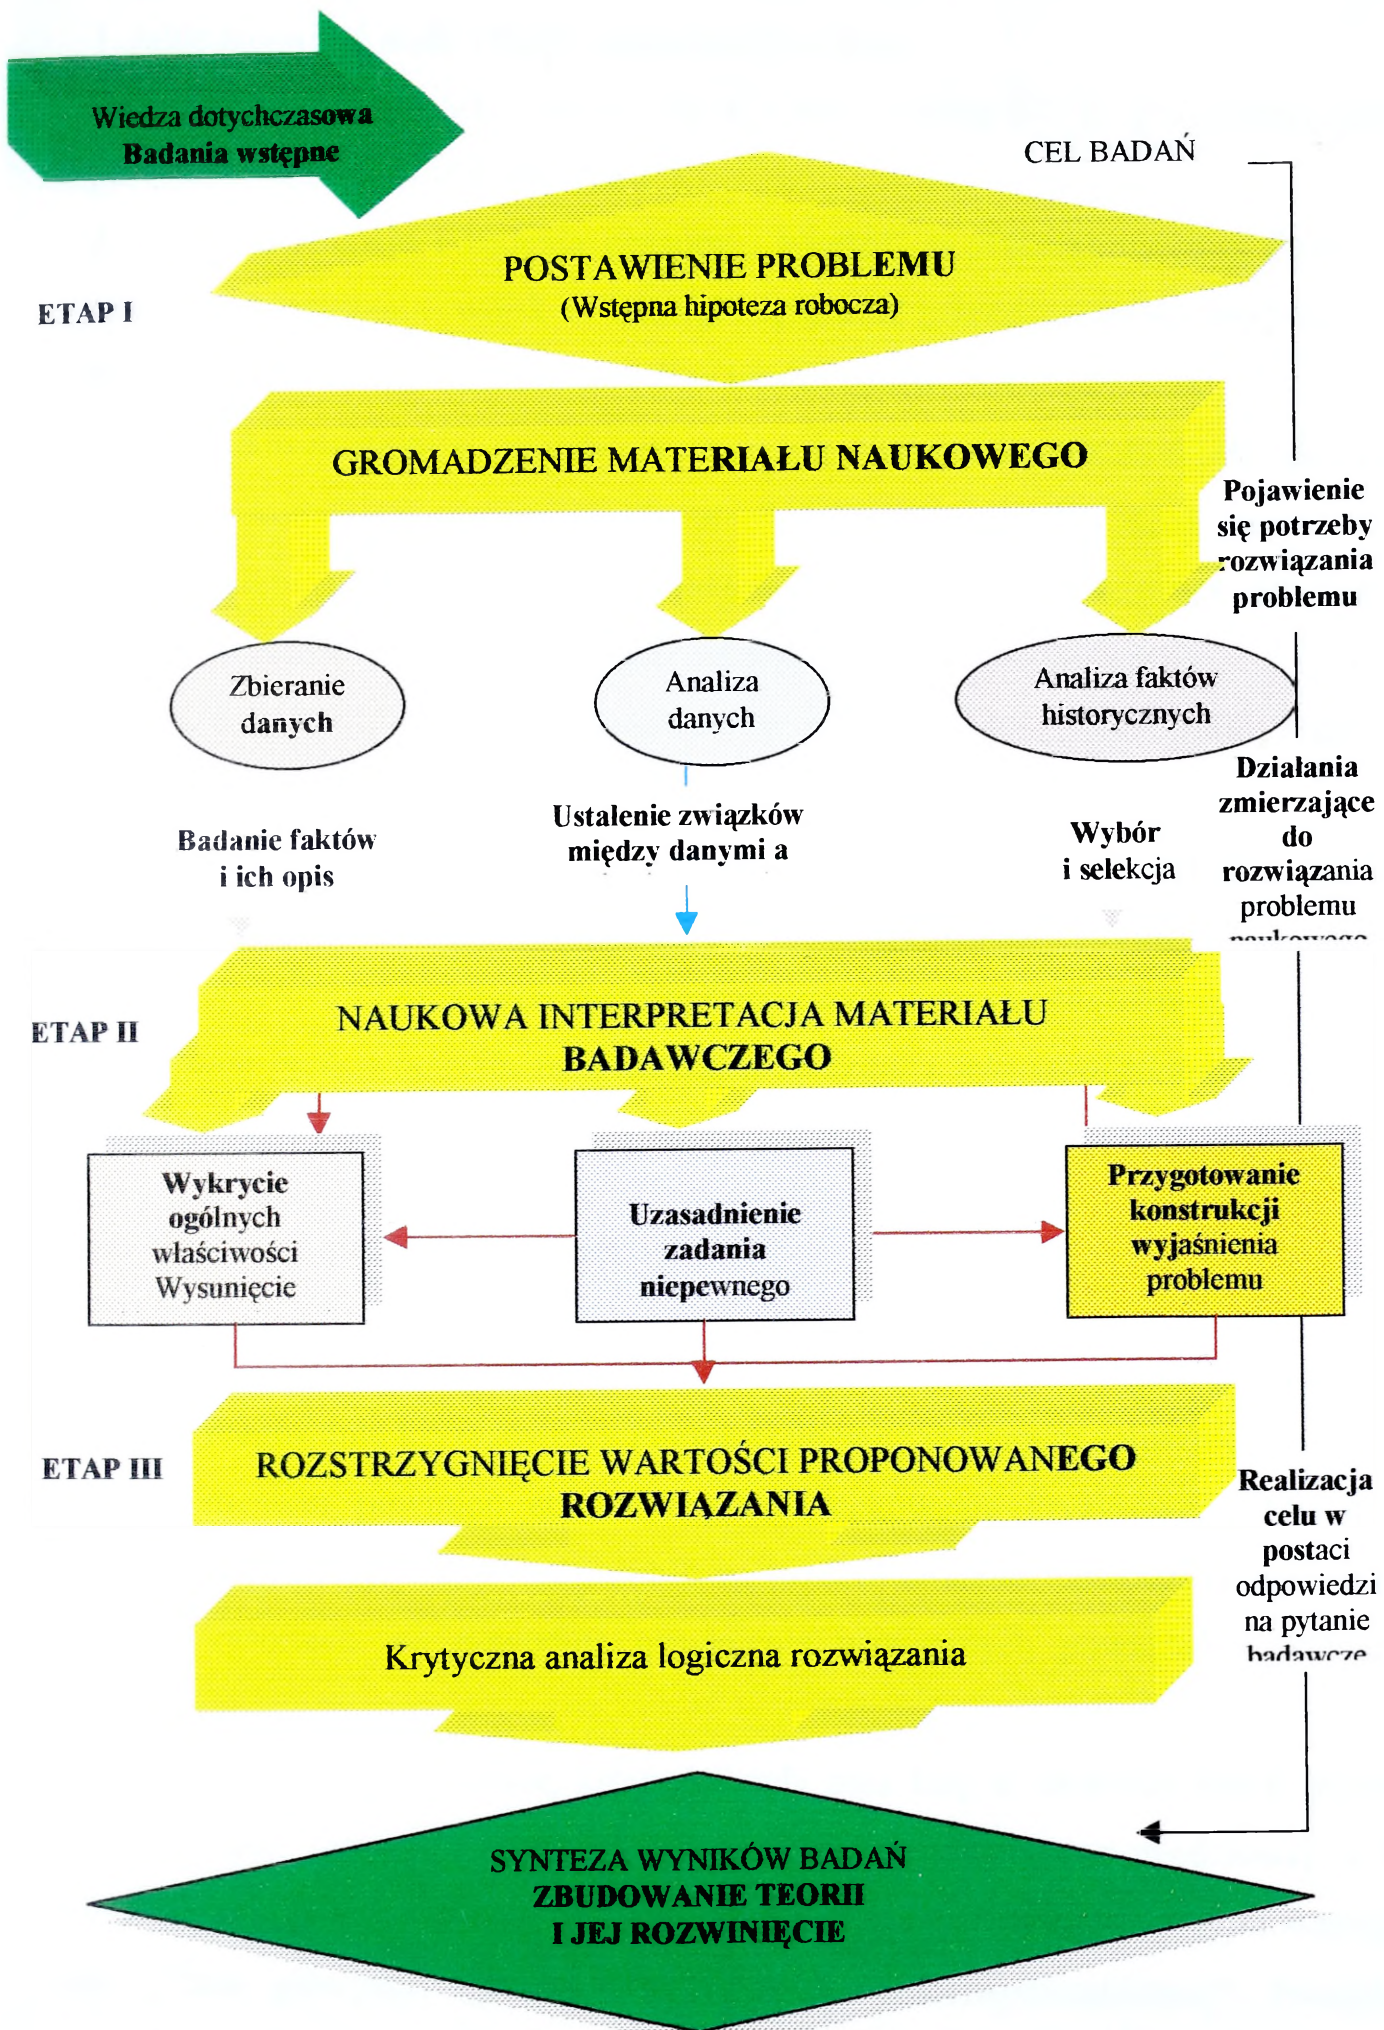 Wiedza dotychczasowa
Badania wstępne
CEL BADAŃ
POSTAWIENIE PROBLEMU
(Wstępna hipoteza robocza)
ETAP I
GROMADZENIE MATERIAŁU NAUKOWEGO
Pojawienie
się potrzeby
rozwiązania
problemu
Zbieranie
danych
Analiza
danych
Analiza faktów
historycznych
Badanie faktów
i ich opis
Ustalenie związków
między danymi a
Wybór
i selekcja
Działania
zmierzające
do
rozwiązania
problemu
naukowego
ETAP II
NAUKOWA INTERPRETACJA MATERIAŁU
BADAWCZEGO
Wykrycie
ogólnych
właściwości
Wysunięcie
Uzasadnienie
zadania
niepewnego
Przygotowanie
konstrukcji
wyjaśnienia
problemu
ETAP III
ROZSTRZYGNIĘCIE WARTOŚCI PROPONOWANEGO
ROZWIĄZANIA
Realizacja
celu w
postaci
odpowiedzi
na pytanie
badawcze
Krytyczna analiza logiczna rozwiązania
SYNTEZA WYNIKÓW BADAŃ
ZBUDOWANIE TEORII
I JEJ ROZWINIĘCIE